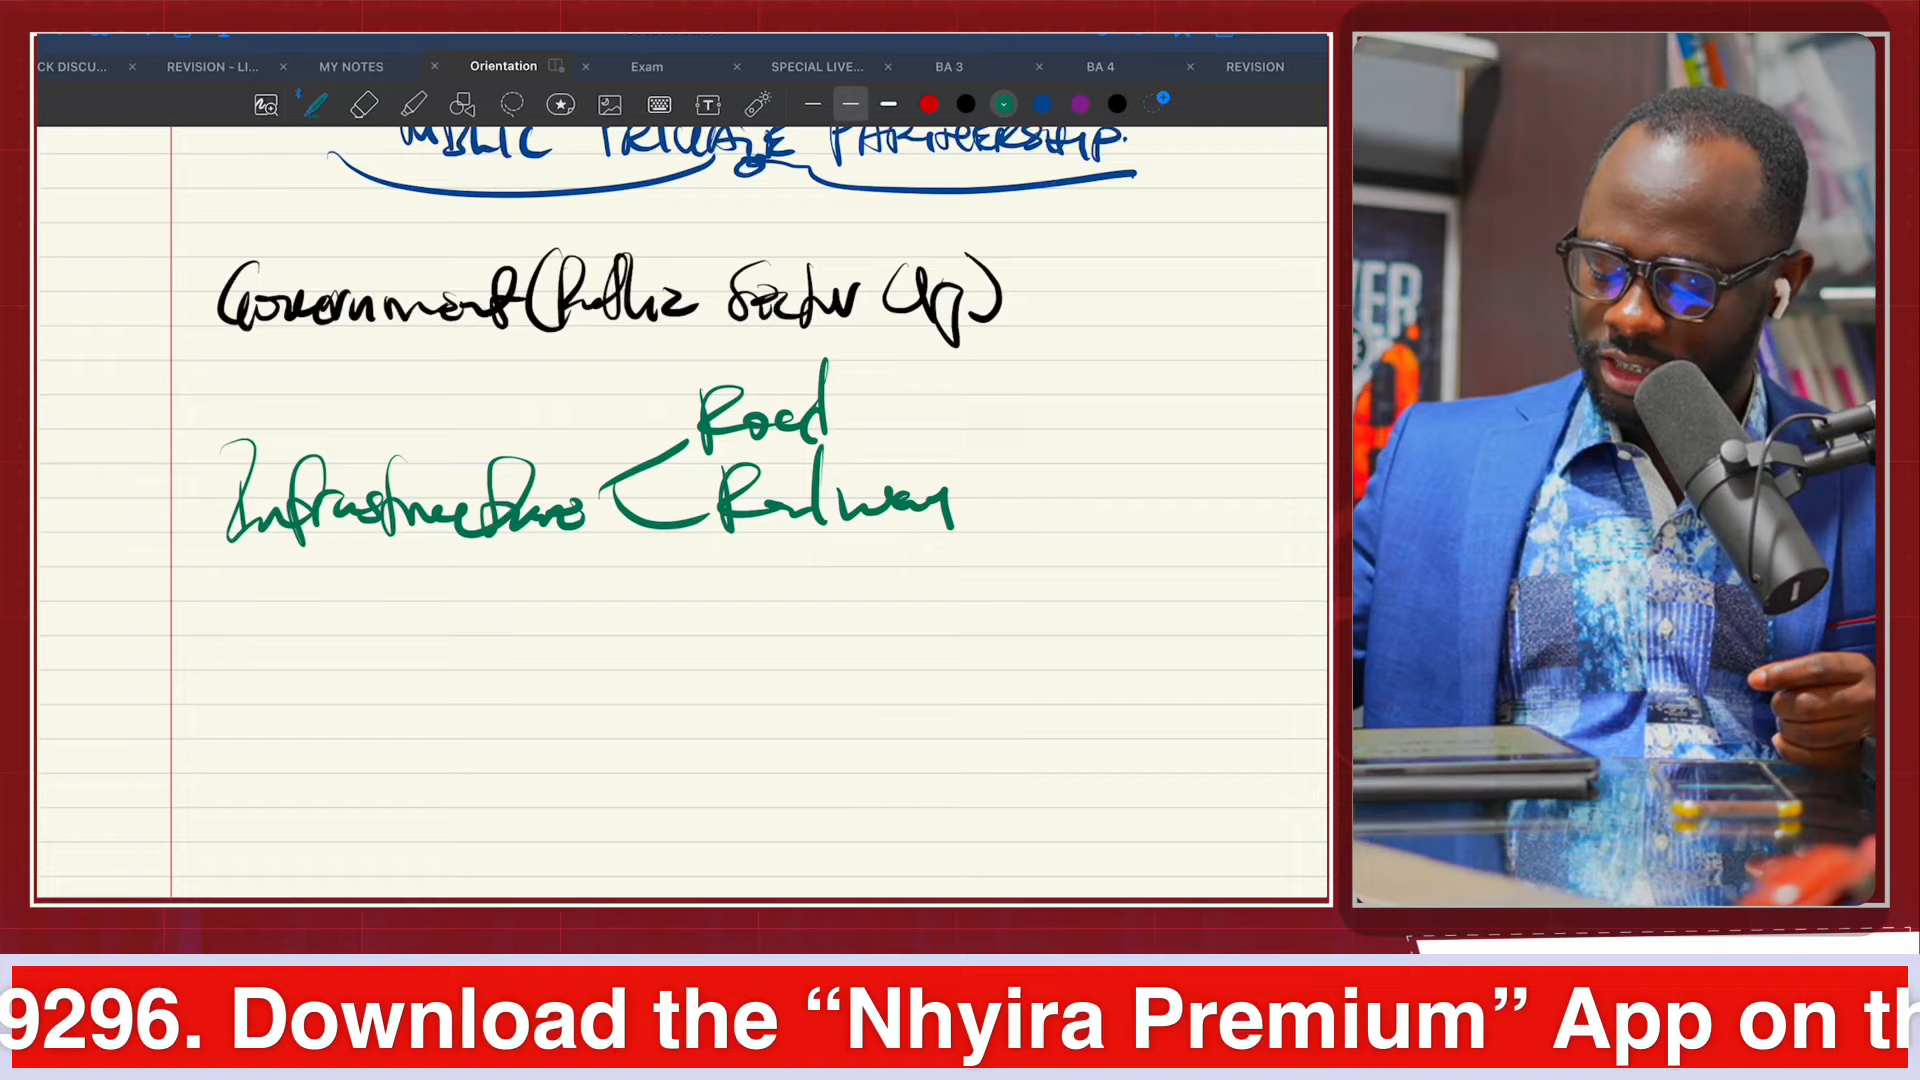 CK DISCU... REVISION - LI... MY NOTES Orientation Exam SPECIAL LIVE... BA 3 BA 4 REVISION
PUBLIC PRIVATE PARTNERSHIP.
Government (Public Sector Org)
Road
Infrastructure
Railway
9296. Download the “Nhyira Premium” App on th